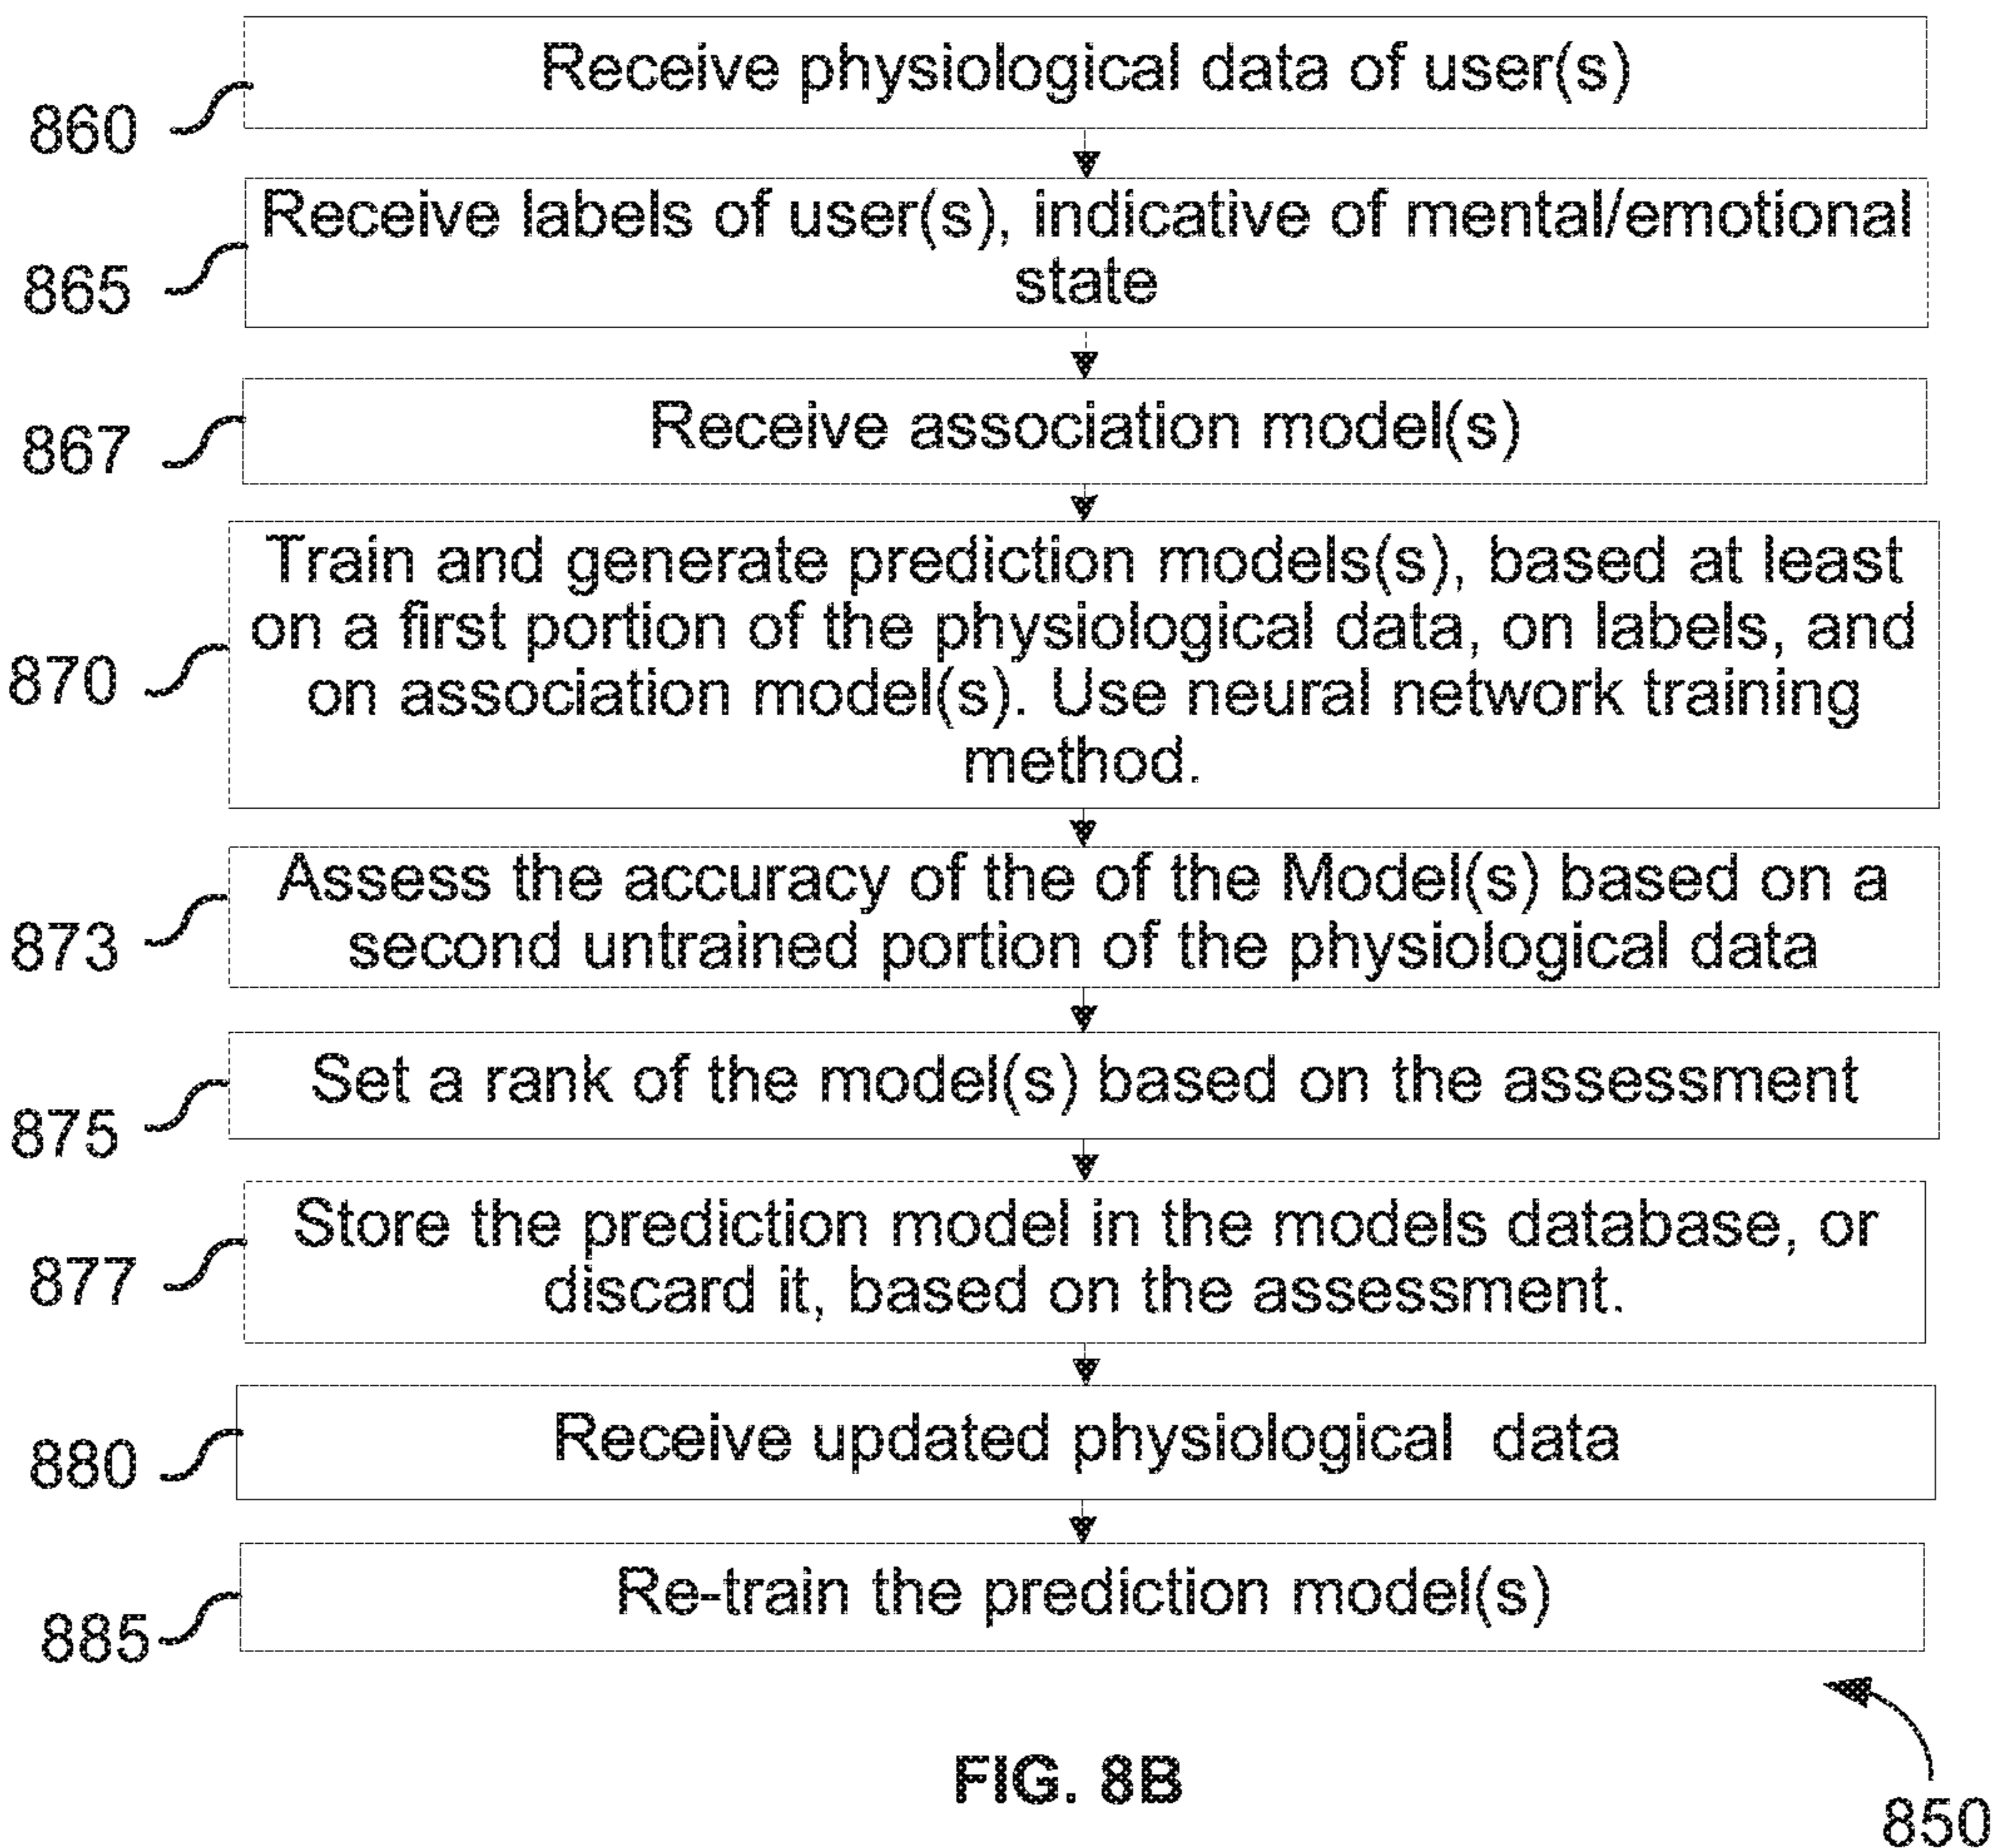 Receive physiological data of user(s)
860
Receive labels of user(s), indicative of mental/emotional
state
865
Receive association model(s)
867
Train and generate prediction models(s), based at least
on a first portion of the physiological data, on labels, and
on association model(s). Use neural network training
method.
870
Assess the accuracy of the of the Model(s) based on a
second untrained portion of the physiological data
873
Set a rank of the model(s) based on the assessment
875
Store the prediction model in the models database, or
discard it, based on the assessment.
877
Receive updated physiological data
880
Re-train the prediction model(s)
885
FIG. 8B
850